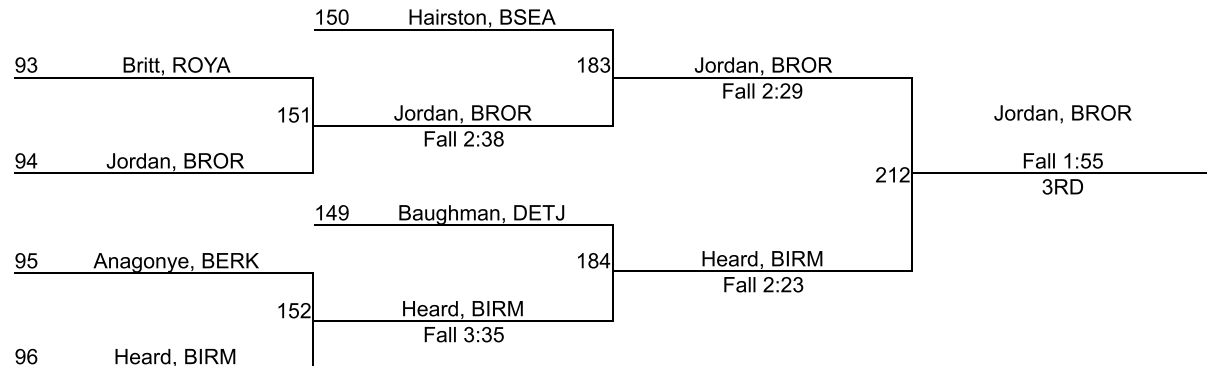 150 Hairston, BSEA
93 Britt, ROYA
183 Jordan, BROR
Fall 2:29
151 Jordan, BROR
Fall 2:38
Jordan, BROR
94 Jordan, BROR
Fall 1:55
212
3RD
149 Baughman, DETJ
95 Anagonye, BERK
184 Heard, BIRM
Fall 2:23
152 Heard, BIRM
Fall 3:35
96 Heard, BIRM